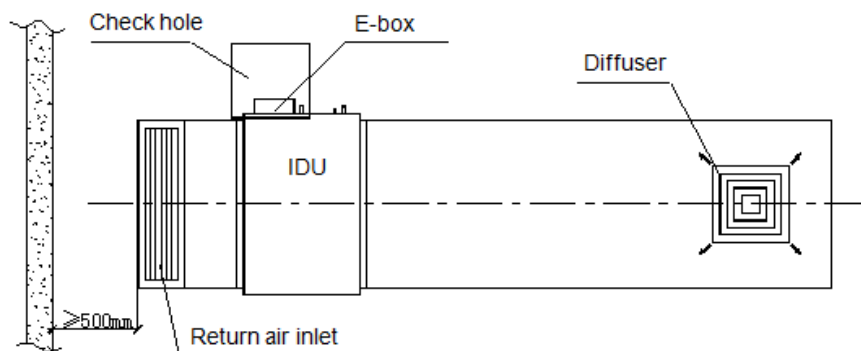 Check hole
E-box
Diffuser
IDU
≥500mm
Return air inlet